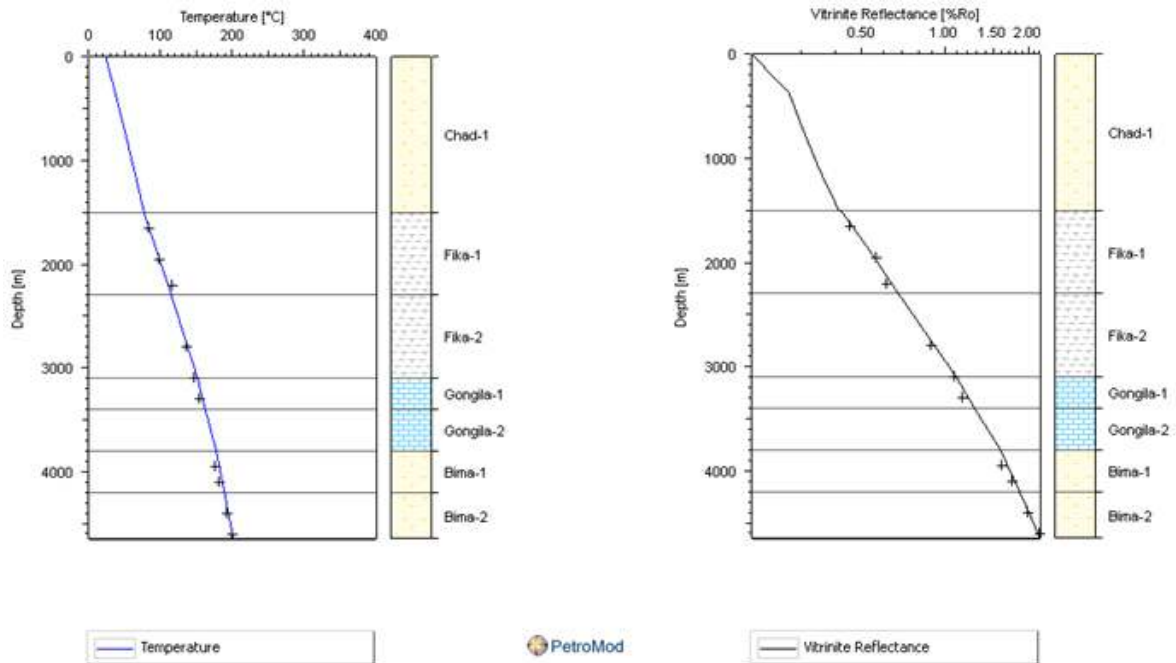 Temperature [°C]
0 100 200 300 400
Depth [m]
0
1000
2000
3000
4000
Chad-1
Fika-1
Fika-2
Gongila-1
Gongila-2
Bima-1
Bima-2
Temperature
PetroMod
Vitrinite Reflectance [%Ro]
0.50 1.00 1.50 2.00
Depth [m]
0
1000
2000
3000
4000
Chad-1
Fika-1
Fika-2
Gongila-1
Gongila-2
Bima-1
Bima-2
Vitrinite Reflectance